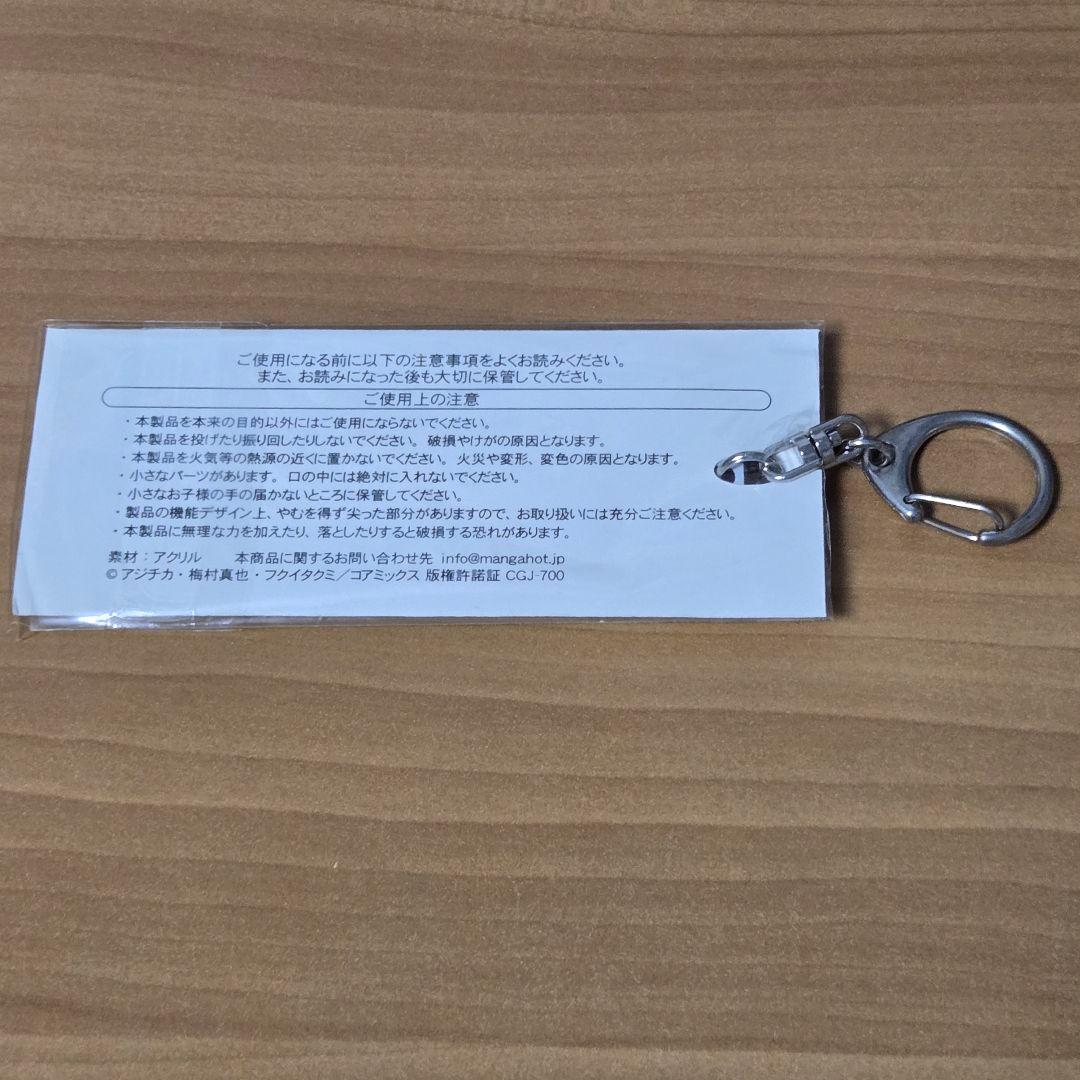 ご使用になる前に以下の注意事項をよくお読みください。
また、お読みになった後も大切に保管してください。
ご使用上の注意
・本製品を本来の目的以外にはご使用にならないでください。
・本製品を投げたり振り回したりしないでください。破損やけがの原因となります。
・本製品を火気等の熱源の近くに置かないでください。火災や変形、変色の原因となります。
・小さなパーツがあります。口の中には絶対に入れないでください。
・小さなお子様の手の届かないところに保管してください。
・製品の機能デザイン上、やむを得ず尖った部分がありますので、お取り扱いには充分ご注意ください。
・本製品に無理な力を加えたり、落としたりすると破損する恐れがあります。
素材：アクリル　本商品に関するお問い合わせ先 info@mangahot.jp
©アジチカ・梅村真也・フクイタクミ／コアミックス 版権許諾証 CGJ-700